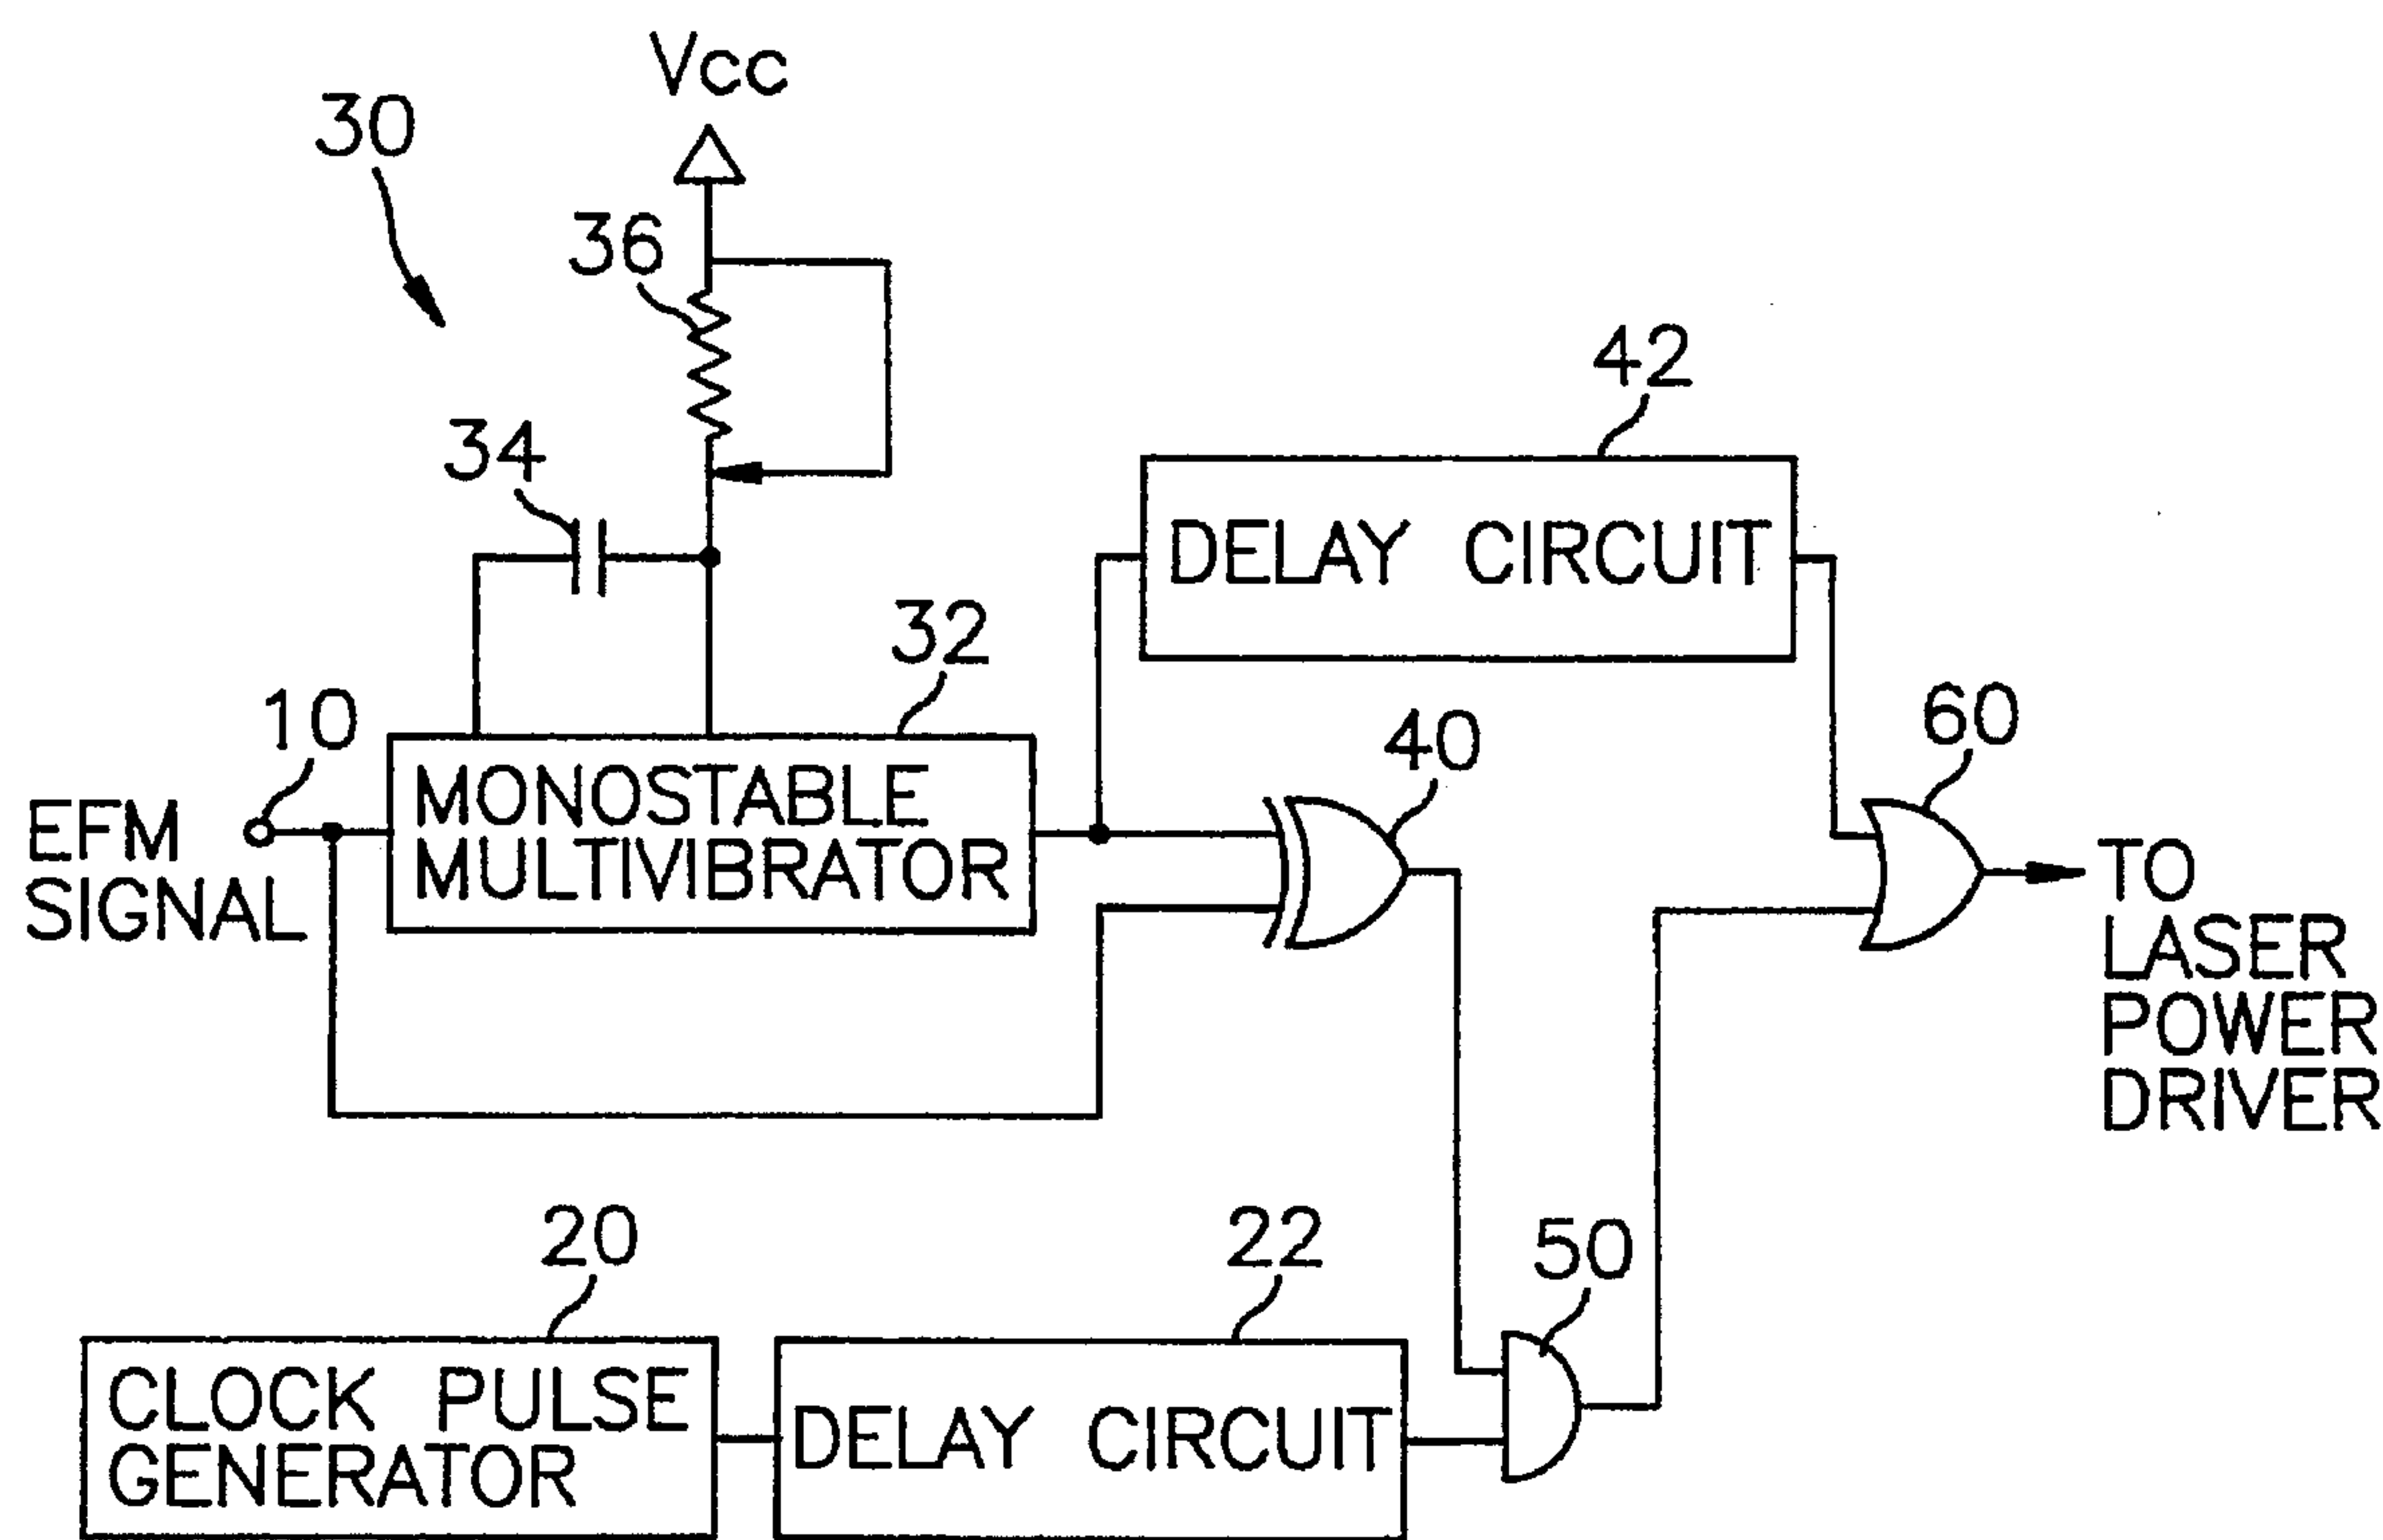 Vcc
30
36
42
34
32
10
40
60
DELAY CIRCUIT
EFM
SIGNAL
MONOSTABLE
MULTIVIBRATOR
TO
LASER
POWER
DRIVER
20
22
50
CLOCK PULSE
GENERATOR
DELAY CIRCUIT